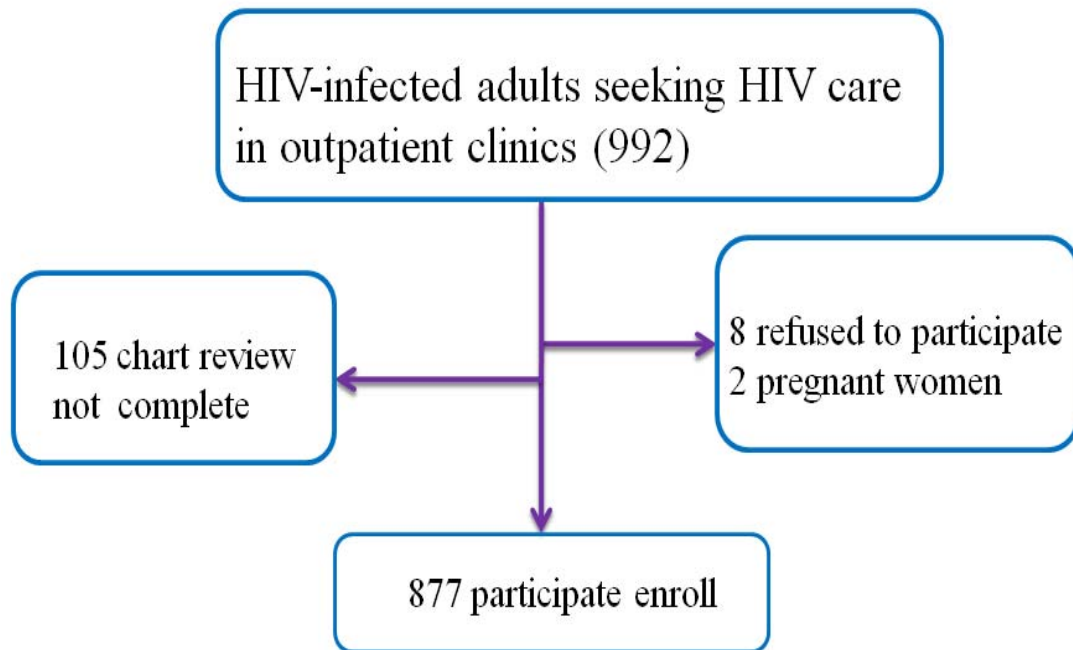 HIV-infected adults seeking HIV care
in outpatient clinics (992)
105 chart review
not complete
8 refused to participate
2 pregnant women
877 participate enroll